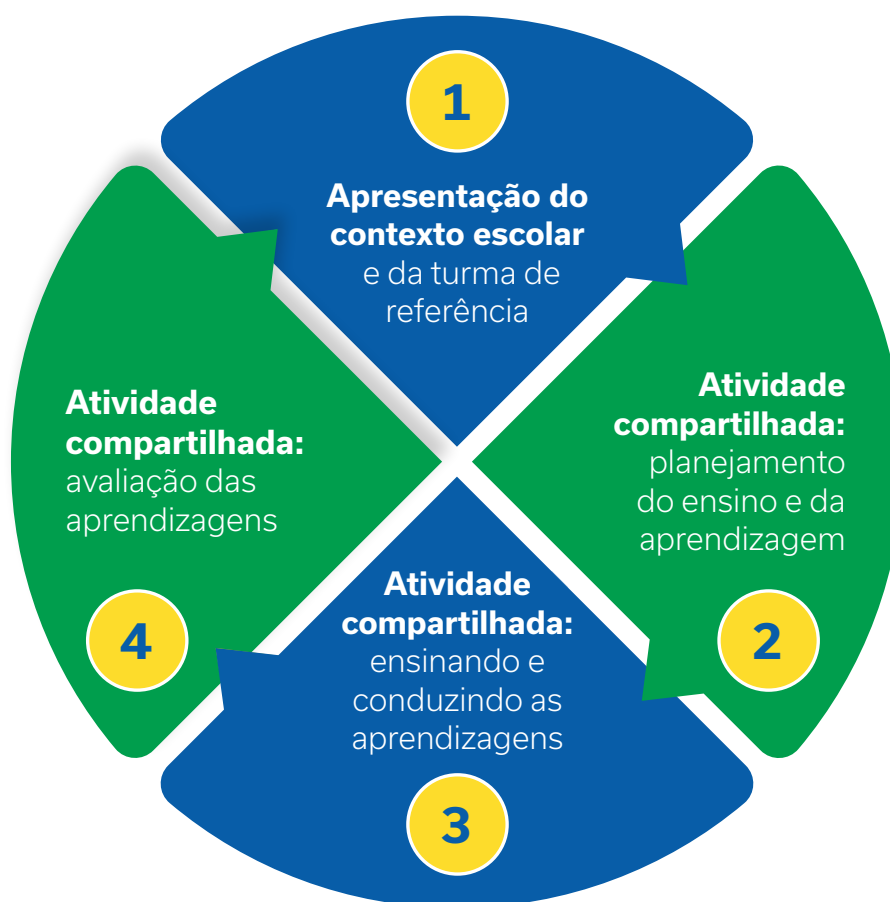 1
Apresentação do
contexto escolar
e da turma de
referência
Atividade
compartilhada:
planejamento
do ensino e da
aprendizagem
2
Atividade
compartilhada:
ensinando e
conduzindo as
aprendizagens
3
Atividade
compartilhada:
avaliação das
aprendizagens
4